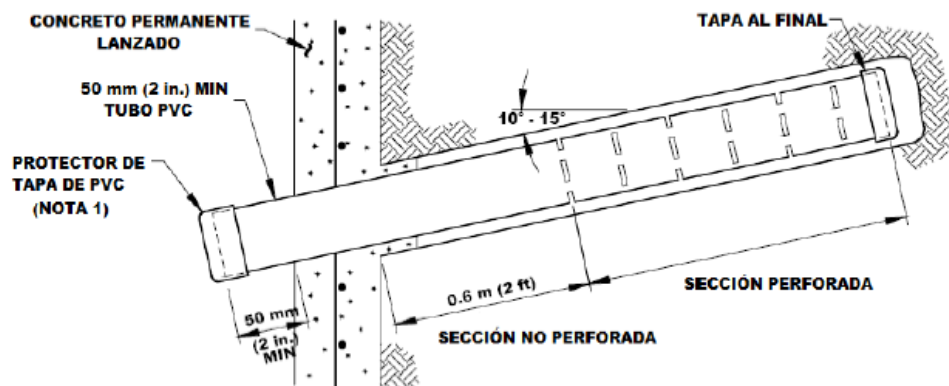 CONCRETO PERMANENTE
LANZADO
TAPA AL FINAL
50 mm (2 in.) MIN
TUBO PVC
10° - 15°
PROTECTOR DE
TAPA DE PVC
(NOTA 1)
50 mm
(2 in.)
MIN
0.6 m (2 ft)
SECCIÓN PERFORADA
SECCIÓN NO PERFORADA